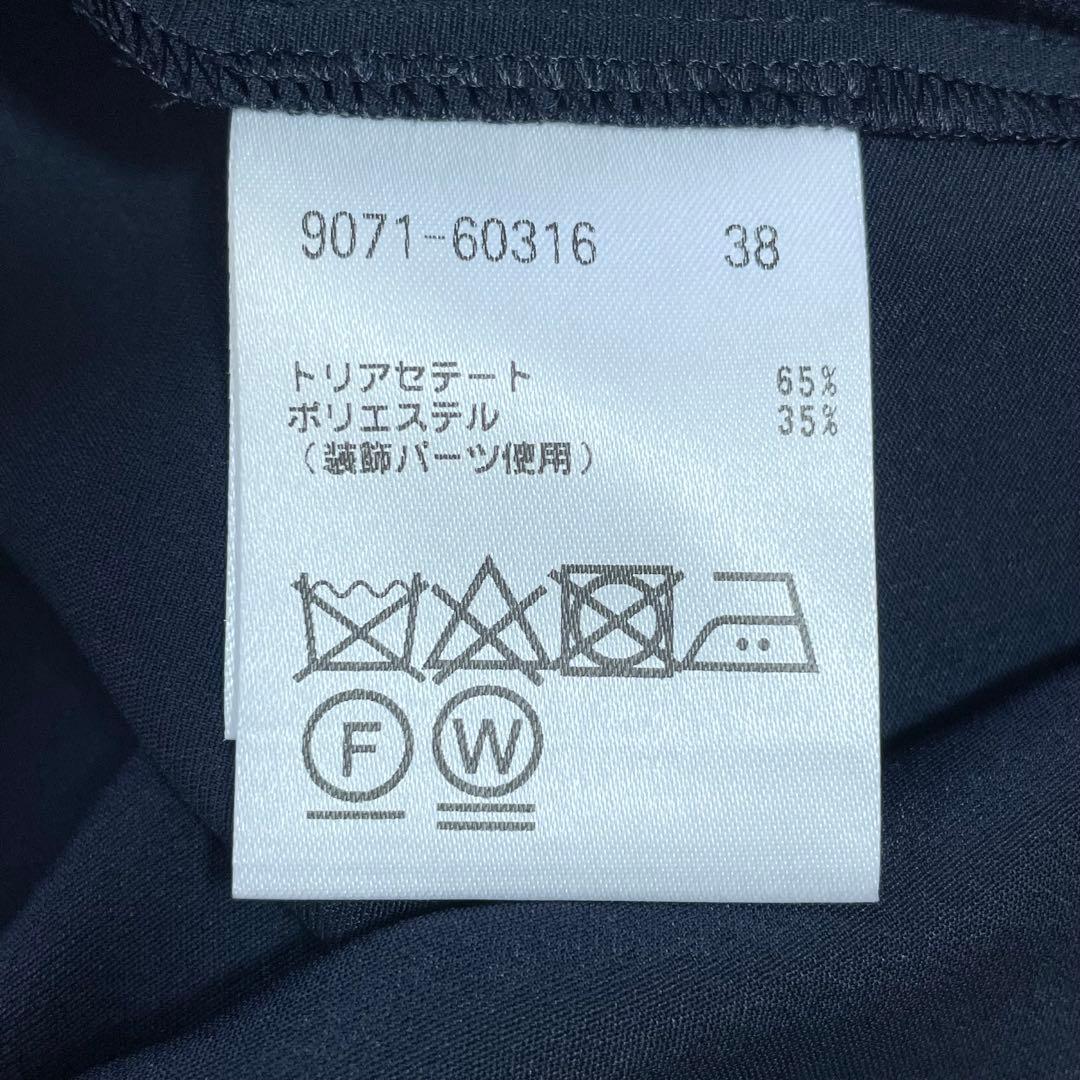 9071-60316 38
トリアセテート 65%
ポリエステル 35%
（装飾パーツ使用）
F W